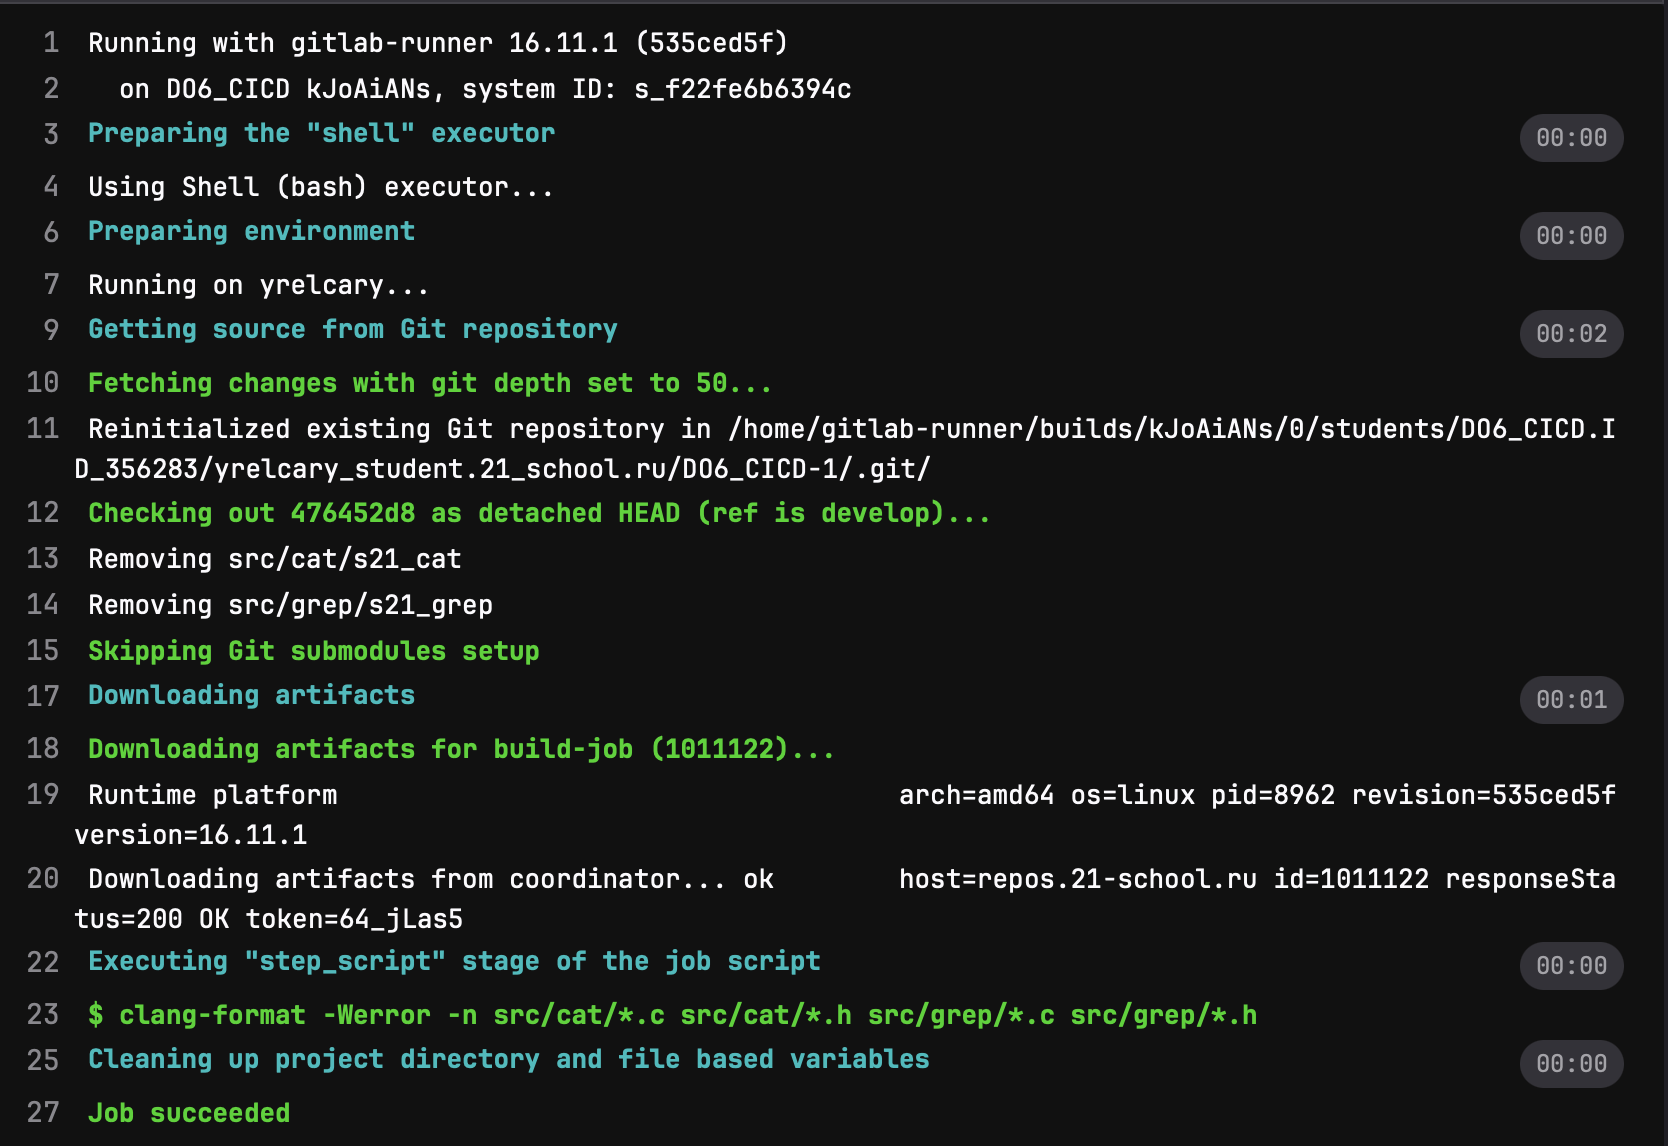 1 Running with gitlab-runner 16.11.1 (535ced5f)
2 on DO6_CICD kJoAiANs, system ID: s_f22fe6b6394c
3 Preparing the "shell" executor 00:00
4 Using Shell (bash) executor...
6 Preparing environment 00:00
7 Running on yrelcary...
9 Getting source from Git repository 00:02
10 Fetching changes with git depth set to 50...
11 Reinitialized existing Git repository in /home/gitlab-runner/builds/kJoAiANs/0/students/DO6_CICD.I
D_356283/yrelcary_student.21_school.ru/DO6_CICD-1/.git/
12 Checking out 476452d8 as detached HEAD (ref is develop)...
13 Removing src/cat/s21_cat
14 Removing src/grep/s21_grep
15 Skipping Git submodules setup
17 Downloading artifacts 00:01
18 Downloading artifacts for build-job (1011122)...
19 Runtime platform arch=amd64 os=linux pid=8962 revision=535ced5f
version=16.11.1
20 Downloading artifacts from coordinator... ok host=repos.21-school.ru id=1011122 responseSta
tus=200 OK token=64_jLas5
22 Executing "step_script" stage of the job script 00:00
23 $ clang-format -Werror -n src/cat/*.c src/cat/*.h src/grep/*.c src/grep/*.h
25 Cleaning up project directory and file based variables 00:00
27 Job succeeded